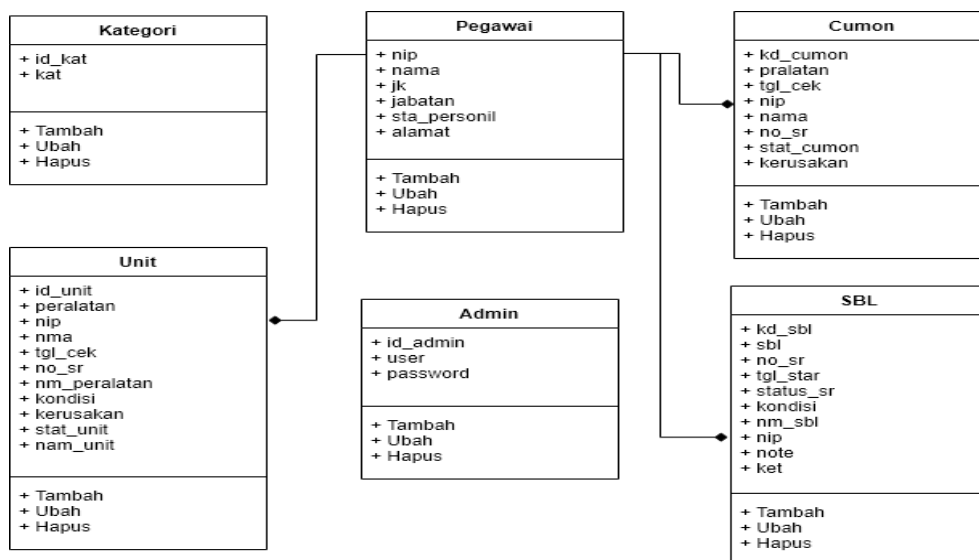 Kategori
+ id_kat
+ kat
+ Tambah
+ Ubah
+ Hapus
Pegawai
+ nip
+ nama
+ jk
+ jabatan
+ sta_personil
+ alamat
+ Tambah
+ Ubah
+ Hapus
Cumon
+ kd_cumon
+ pralatan
+ tgl_cek
+ nip
+ nama
+ no_sr
+ stat_cumon
+ kerusakan
+ Tambah
+ Ubah
+ Hapus
Unit
+ id_unit
+ peralatan
+ nip
+ nma
+ tgl_cek
+ no_sr
+ nm_peralatan
+ kondisi
+ kerusakan
+ stat_unit
+ nam_unit
+ Tambah
+ Ubah
+ Hapus
Admin
+ id_admin
+ user
+ password
+ Tambah
+ Ubah
+ Hapus
SBL
+ kd_sbl
+ sbl
+ no_sr
+ tgl_star
+ status_sr
+ kondisi
+ nm_sbl
+ nip
+ note
+ ket
+ Tambah
+ Ubah
+ Hapus